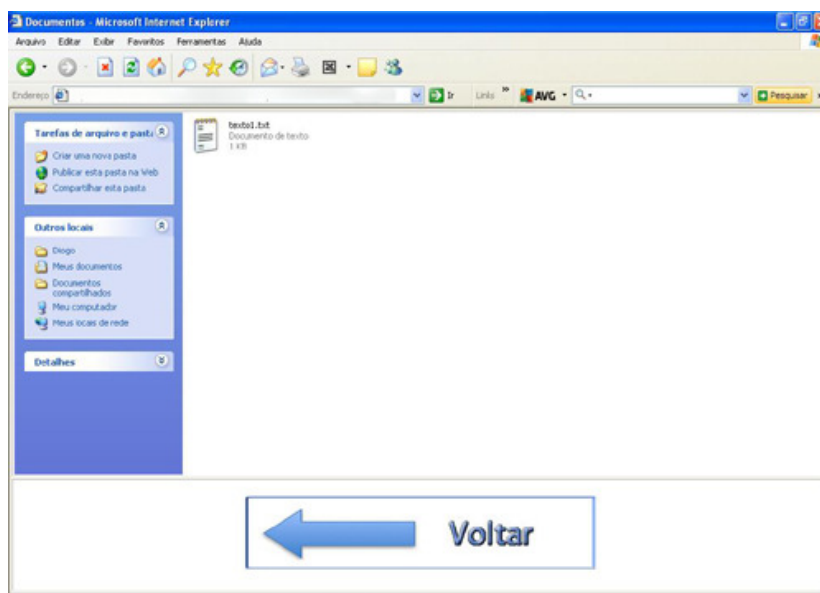 Documentos - Microsoft Internet Explorer
Arquivo Editar Exibir Favoritos Ferramentas Ajuda
Endereço Ir Links » AVG Pesquisar
Tarefas de arquivo e pasta
Criar uma nova pasta
Publicar esta pasta na Web
Compartilhar esta pasta
Outros locais
Diogo
Meus documentos
Documentos
compartilhados
Meu computador
Meus locais de rede
Detalhes
texto1.txt
Documento de texto
1 KB
Voltar